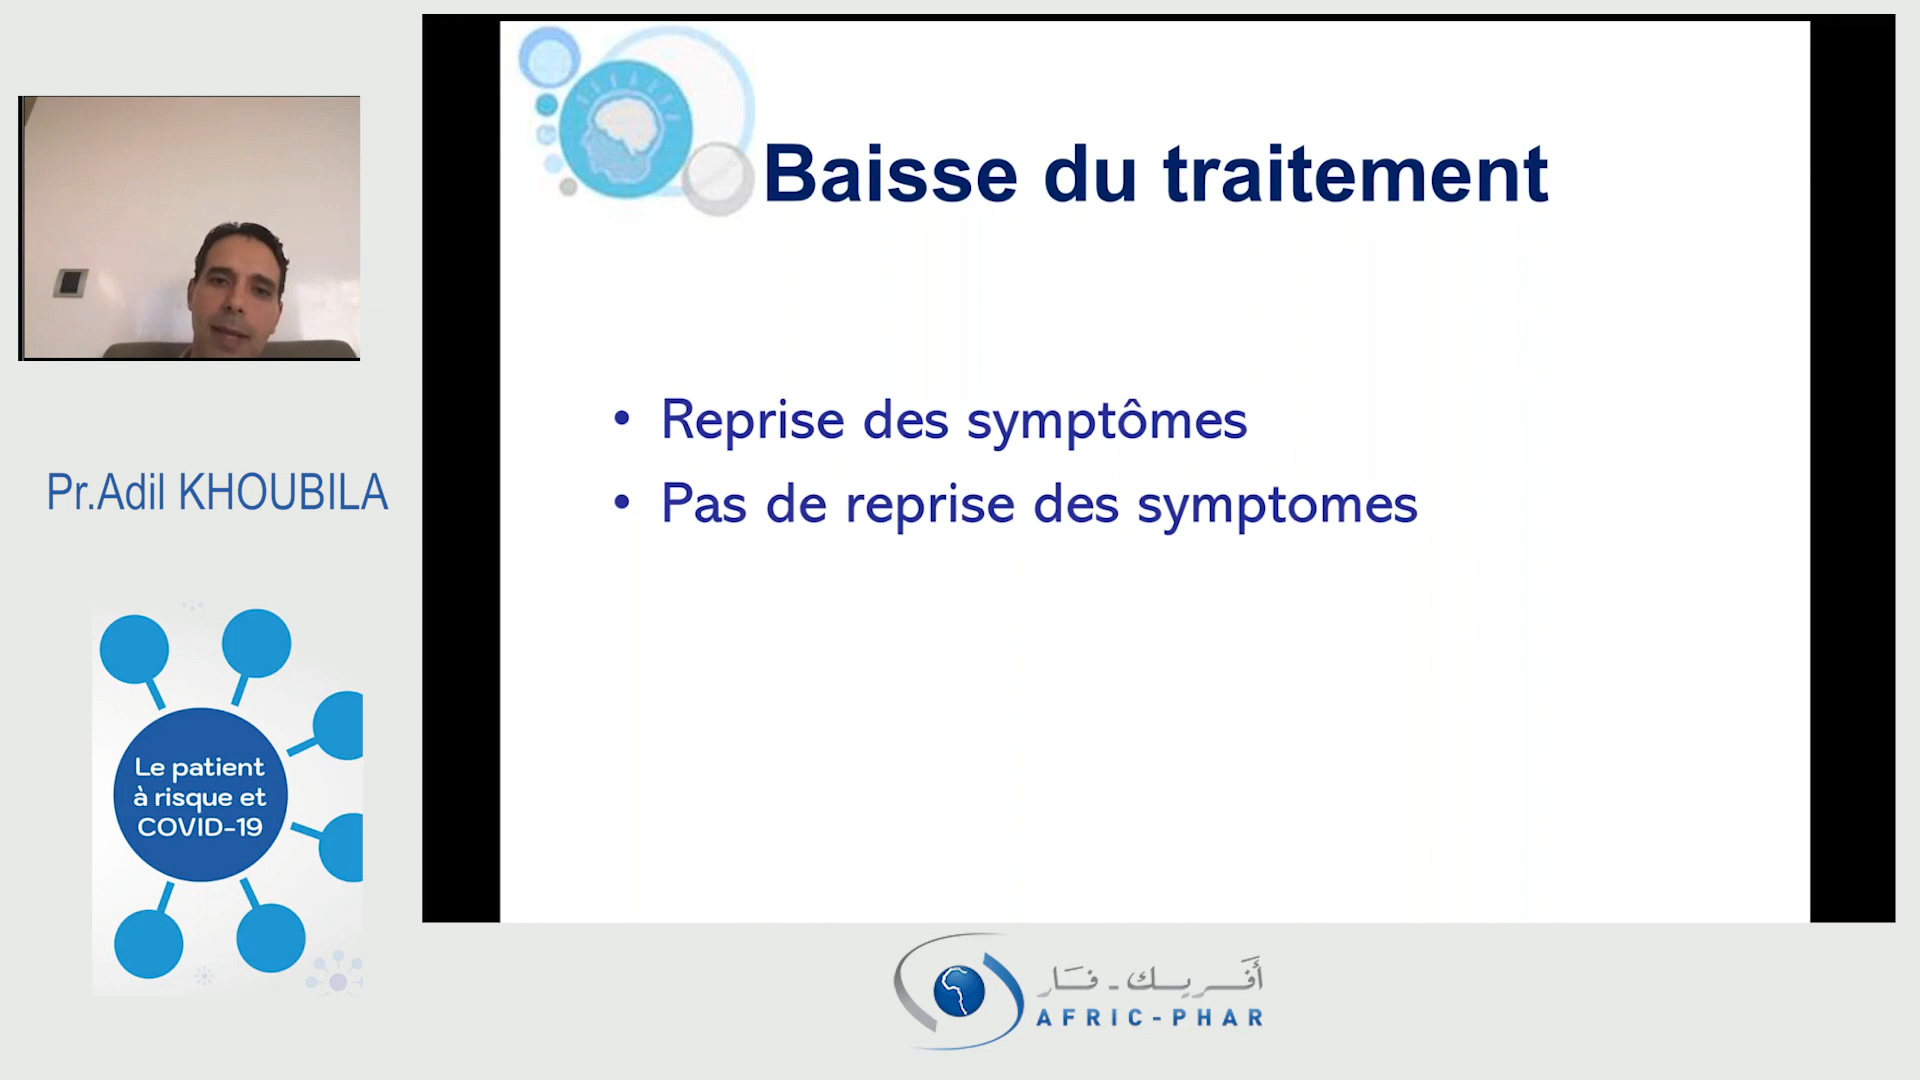 Baisse du traitement
• Reprise des symptômes
• Pas de reprise des symptomes
Pr.Adil KHOUBILA
Le patient
à risque et
COVID-19
أفريك - فار
AFRIC-PHAR